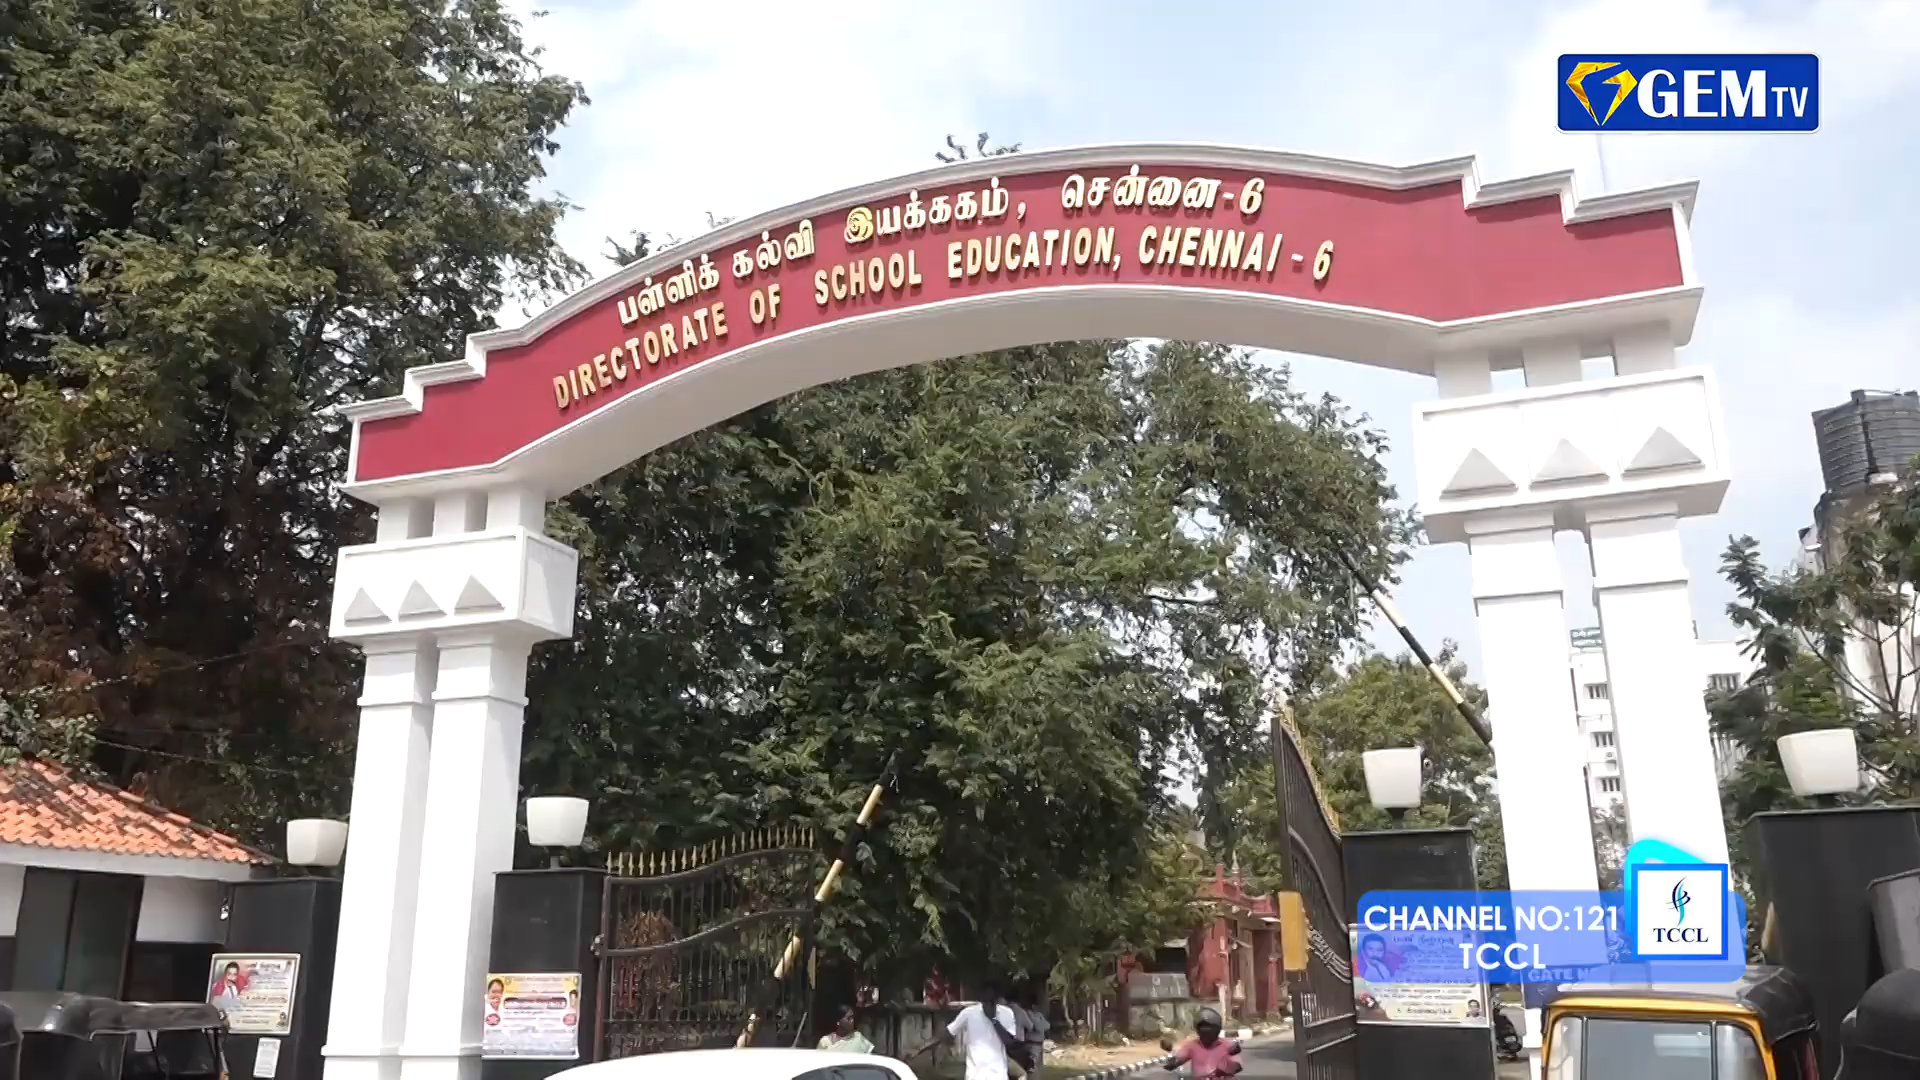 GEM TV
பள்ளிக் கல்வி இயக்ககம், சென்னை-6
DIRECTORATE OF SCHOOL EDUCATION, CHENNAI - 6
CHANNEL NO:121
TCCL
TCCL